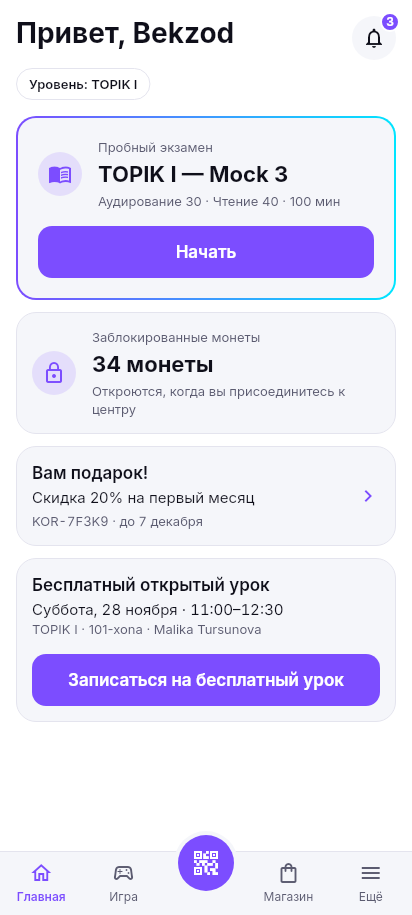 Привет, Bekzod
3
Уровень: TOPIK I
Пробный экзамен
TOPIK I — Mock 3
Аудирование 30 · Чтение 40 · 100 мин
Начать
Заблокированные монеты
34 монеты
Откроются, когда вы присоединитесь к
центру
Вам подарок!
Скидка 20% на первый месяц
KOR-7F3K9 · до 7 декабря
Бесплатный открытый урок
Суббота, 28 ноября · 11:00–12:30
TOPIK I · 101-xona · Malika Tursunova
Записаться на бесплатный урок
Главная
Игра
Магазин
Ещё